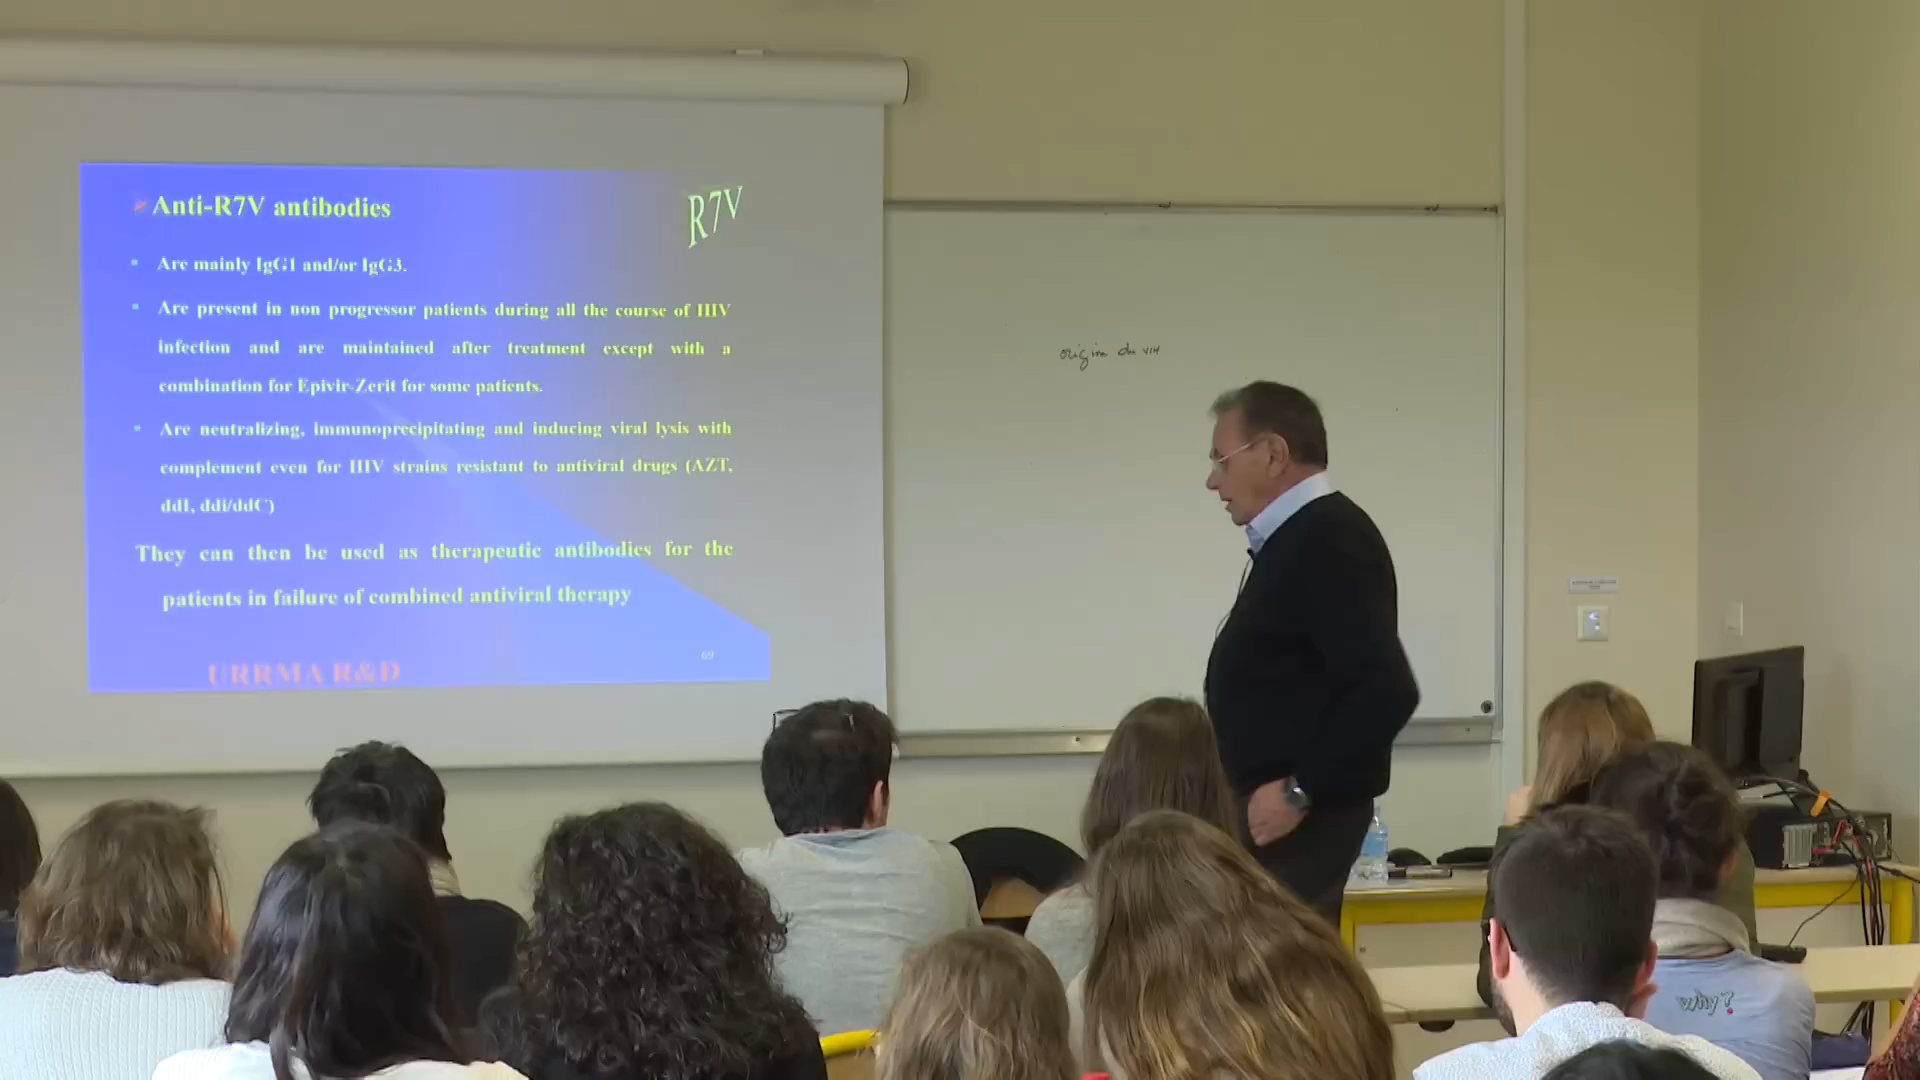 Anti-R7V antibodies
R7V
Are mainly IgG1 and/or IgG3.
Are present in non progressor patients during all the course of HIV
infection and are maintained after treatment except with a
combination for Epivir-Zerit for some patients.
Are neutralizing, immunoprecipitating and inducing viral lysis with
complement even for HIV strains resistant to antiviral drugs (AZT,
ddI, ddi/ddC)
They can then be used as therapeutic antibodies for the
patients in failure of combined antiviral therapy
69
URRMA R&D
origine du VIH
why?